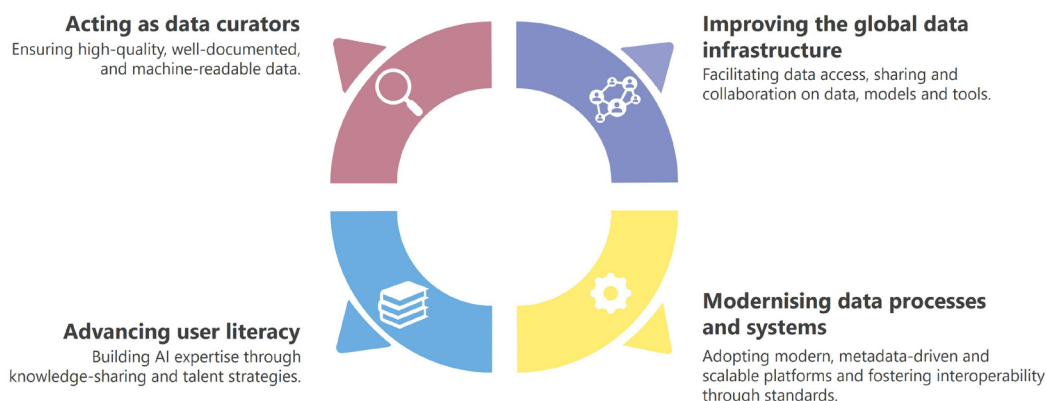 Acting as data curators
Ensuring high-quality, well-documented,
and machine-readable data.
Improving the global data
infrastructure
Facilitating data access, sharing and
collaboration on data, models and tools.
Advancing user literacy
Building AI expertise through
knowledge-sharing and talent strategies.
Modernising data processes
and systems
Adopting modern, metadata-driven and
scalable platforms and fostering interoperability
through standards.